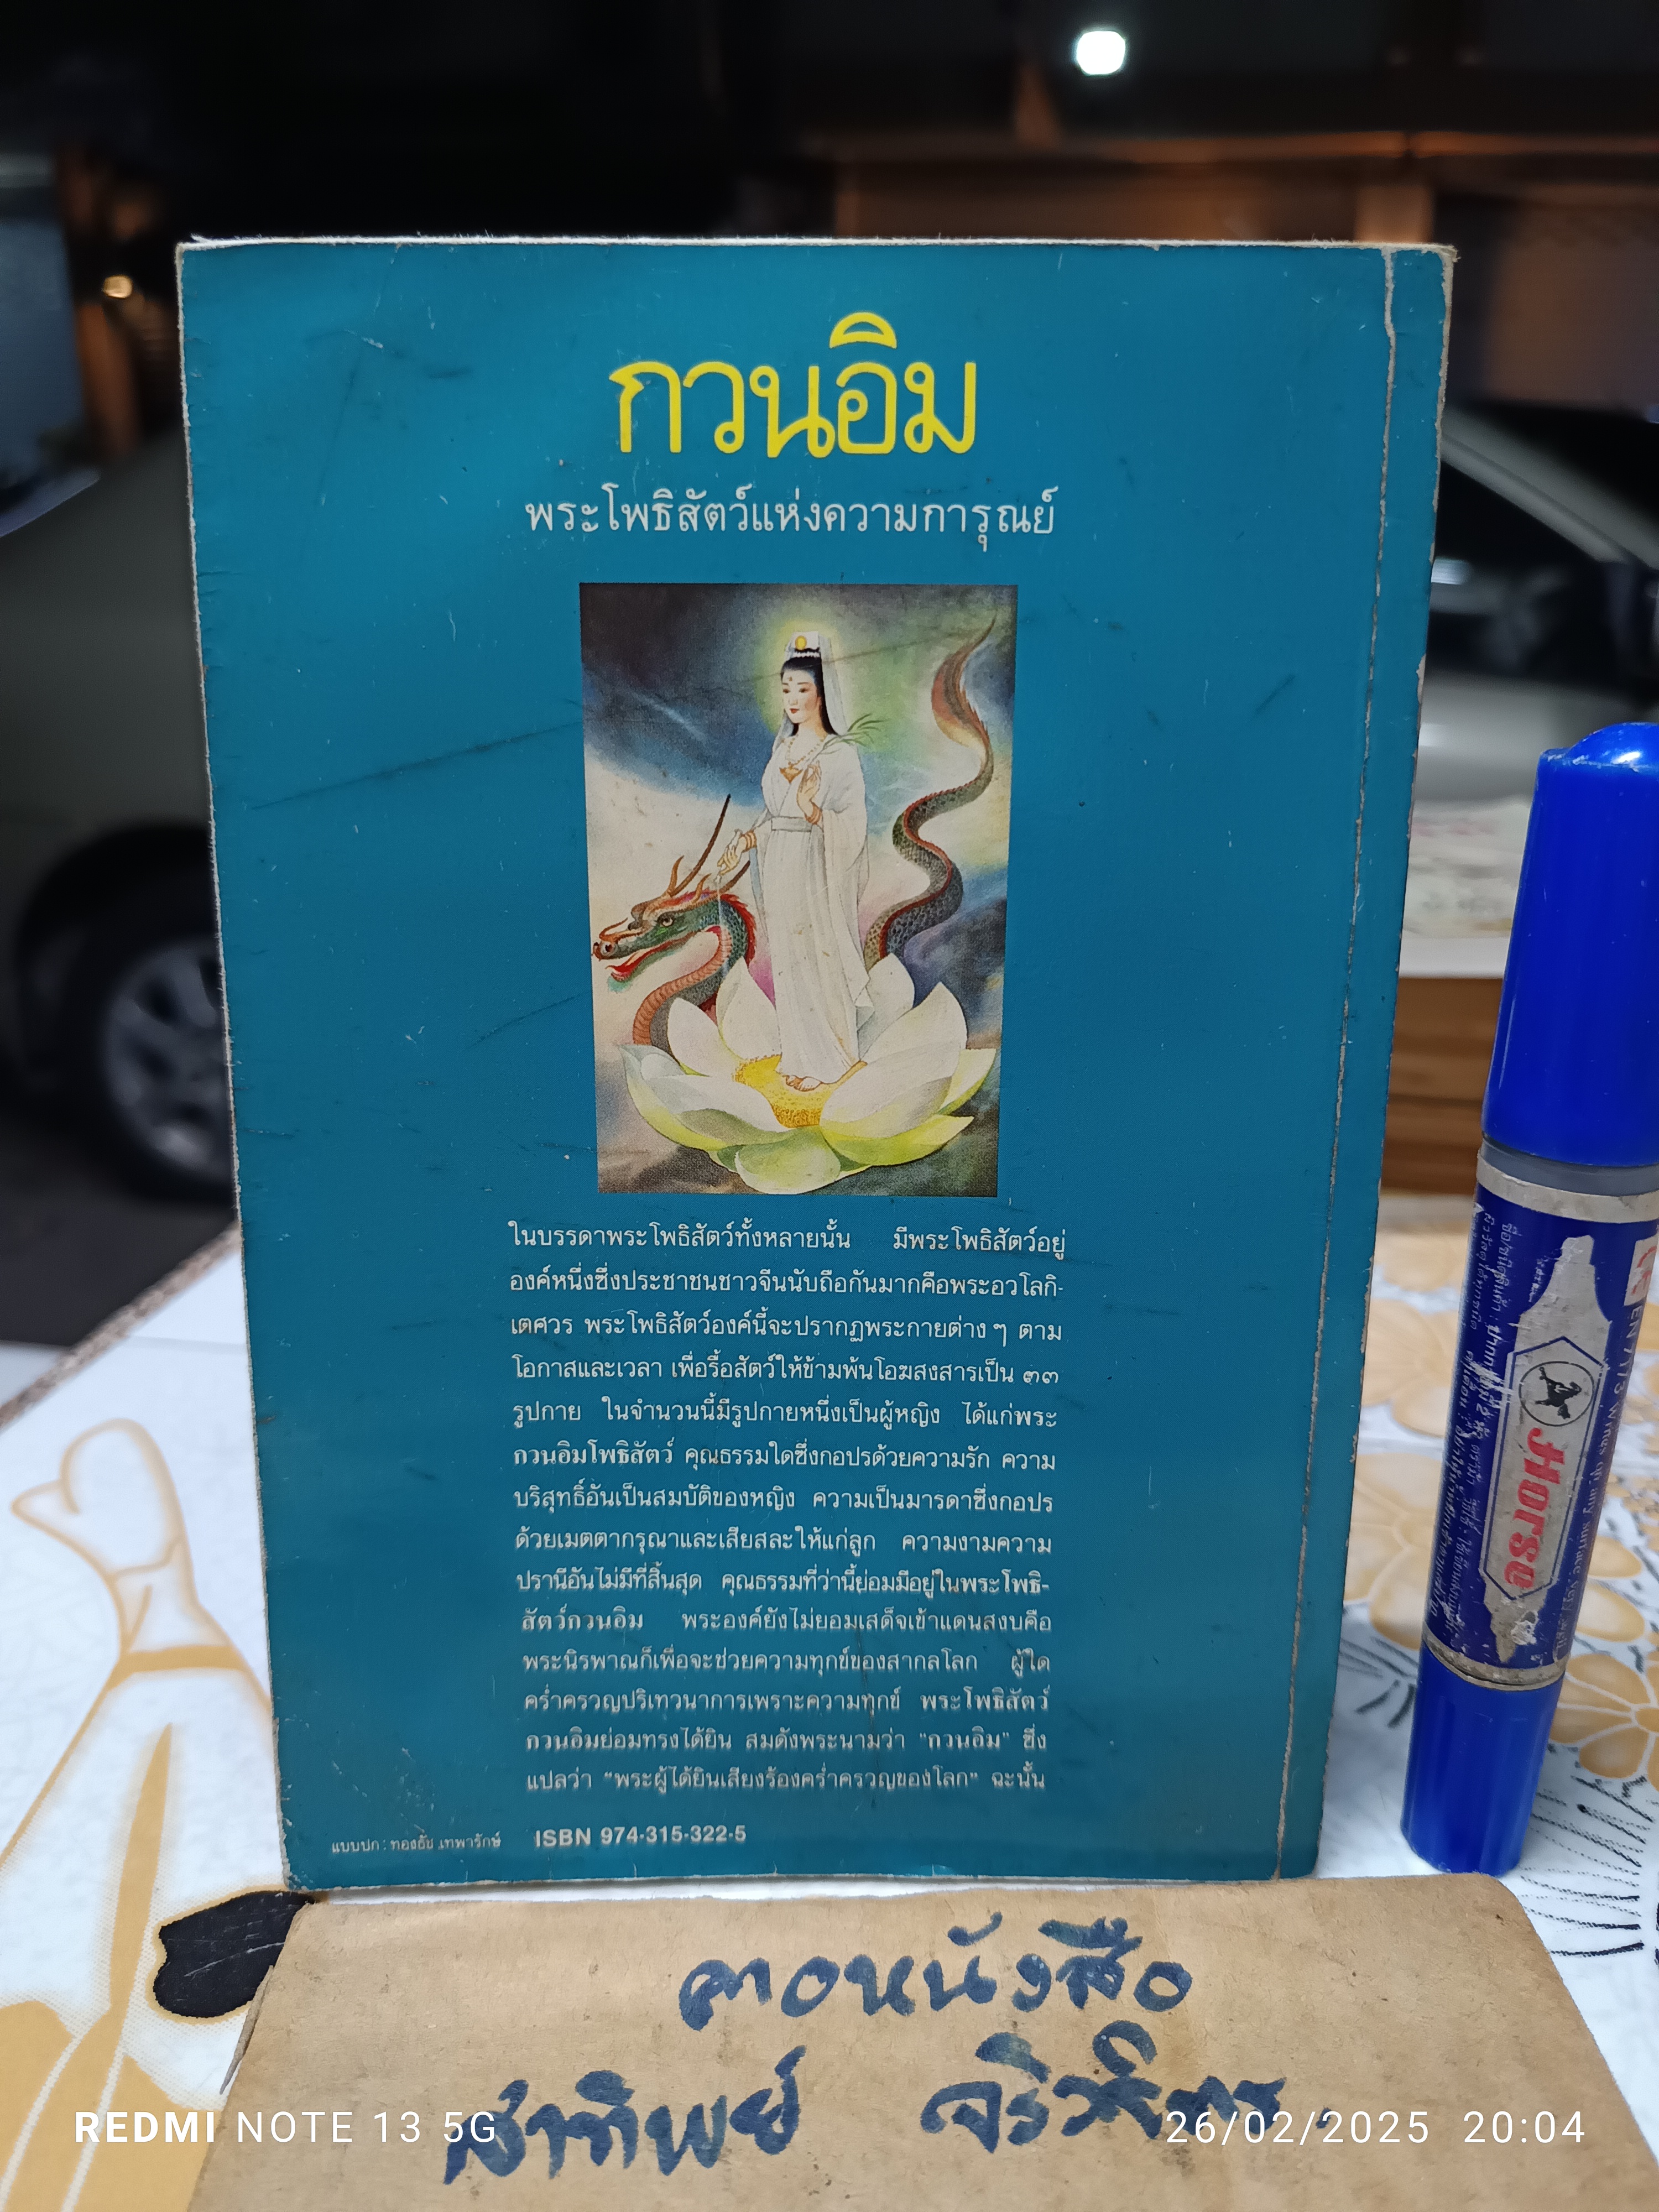 กวนอิม
พระโพธิสัตว์แห่งความการุณย์
ในบรรดาพระโพธิสัตว์ทั้งหลายนั้น มีพระโพธิสัตว์อยู่
องค์หนึ่งซึ่งประชาชนชาวจีนนับถือกันมากคือพระอวโลกิ-
เตศวร พระโพธิสัตว์องค์นี้จะปรากฏพระกายต่าง ๆ ตาม
โอกาสและเวลา เพื่อรื้อสัตว์ให้ข้ามพ้นโอฆสงสารเป็น ๓๓
รูปกาย ในจำนวนนี้มีรูปกายหนึ่งเป็นผู้หญิง ได้แก่พระ
กวนอิมโพธิสัตว์ คุณธรรมใดซึ่งกอปรด้วยความรัก ความ
บริสุทธิ์อันเป็นสมบัติของหญิง ความเป็นมารดาซึ่งกอปร
ด้วยเมตตากรุณาและเสียสละให้แก่ลูก ความงามความ
ปรานีอันไม่มีที่สิ้นสุด คุณธรรมที่ว่านี้ย่อมมีอยู่ในพระโพธิ-
สัตว์กวนอิม พระองค์ยังไม่ยอมเสด็จเข้าแดนสงบคือ
พระนิรพาณก็เพื่อจะช่วยความทุกข์ของสากลโลก ผู้ใด
คร่ำครวญปริเทวนาการเพราะความทุกข์ พระโพธิสัตว์
กวนอิมย่อมทรงได้ยิน สมดังพระนามว่า "กวนอิม" ซึ่ง
แปลว่า "พระผู้ได้ยินเสียงร้องคร่ำครวญของโลก" ฉะนั้น
แบบปก : ทองธัช เทพารักษ์ ISBN 974-315-322-5
Horse
คาอหนังสือ
REDMI NOTE 13 5G
26/02/2025 20:04